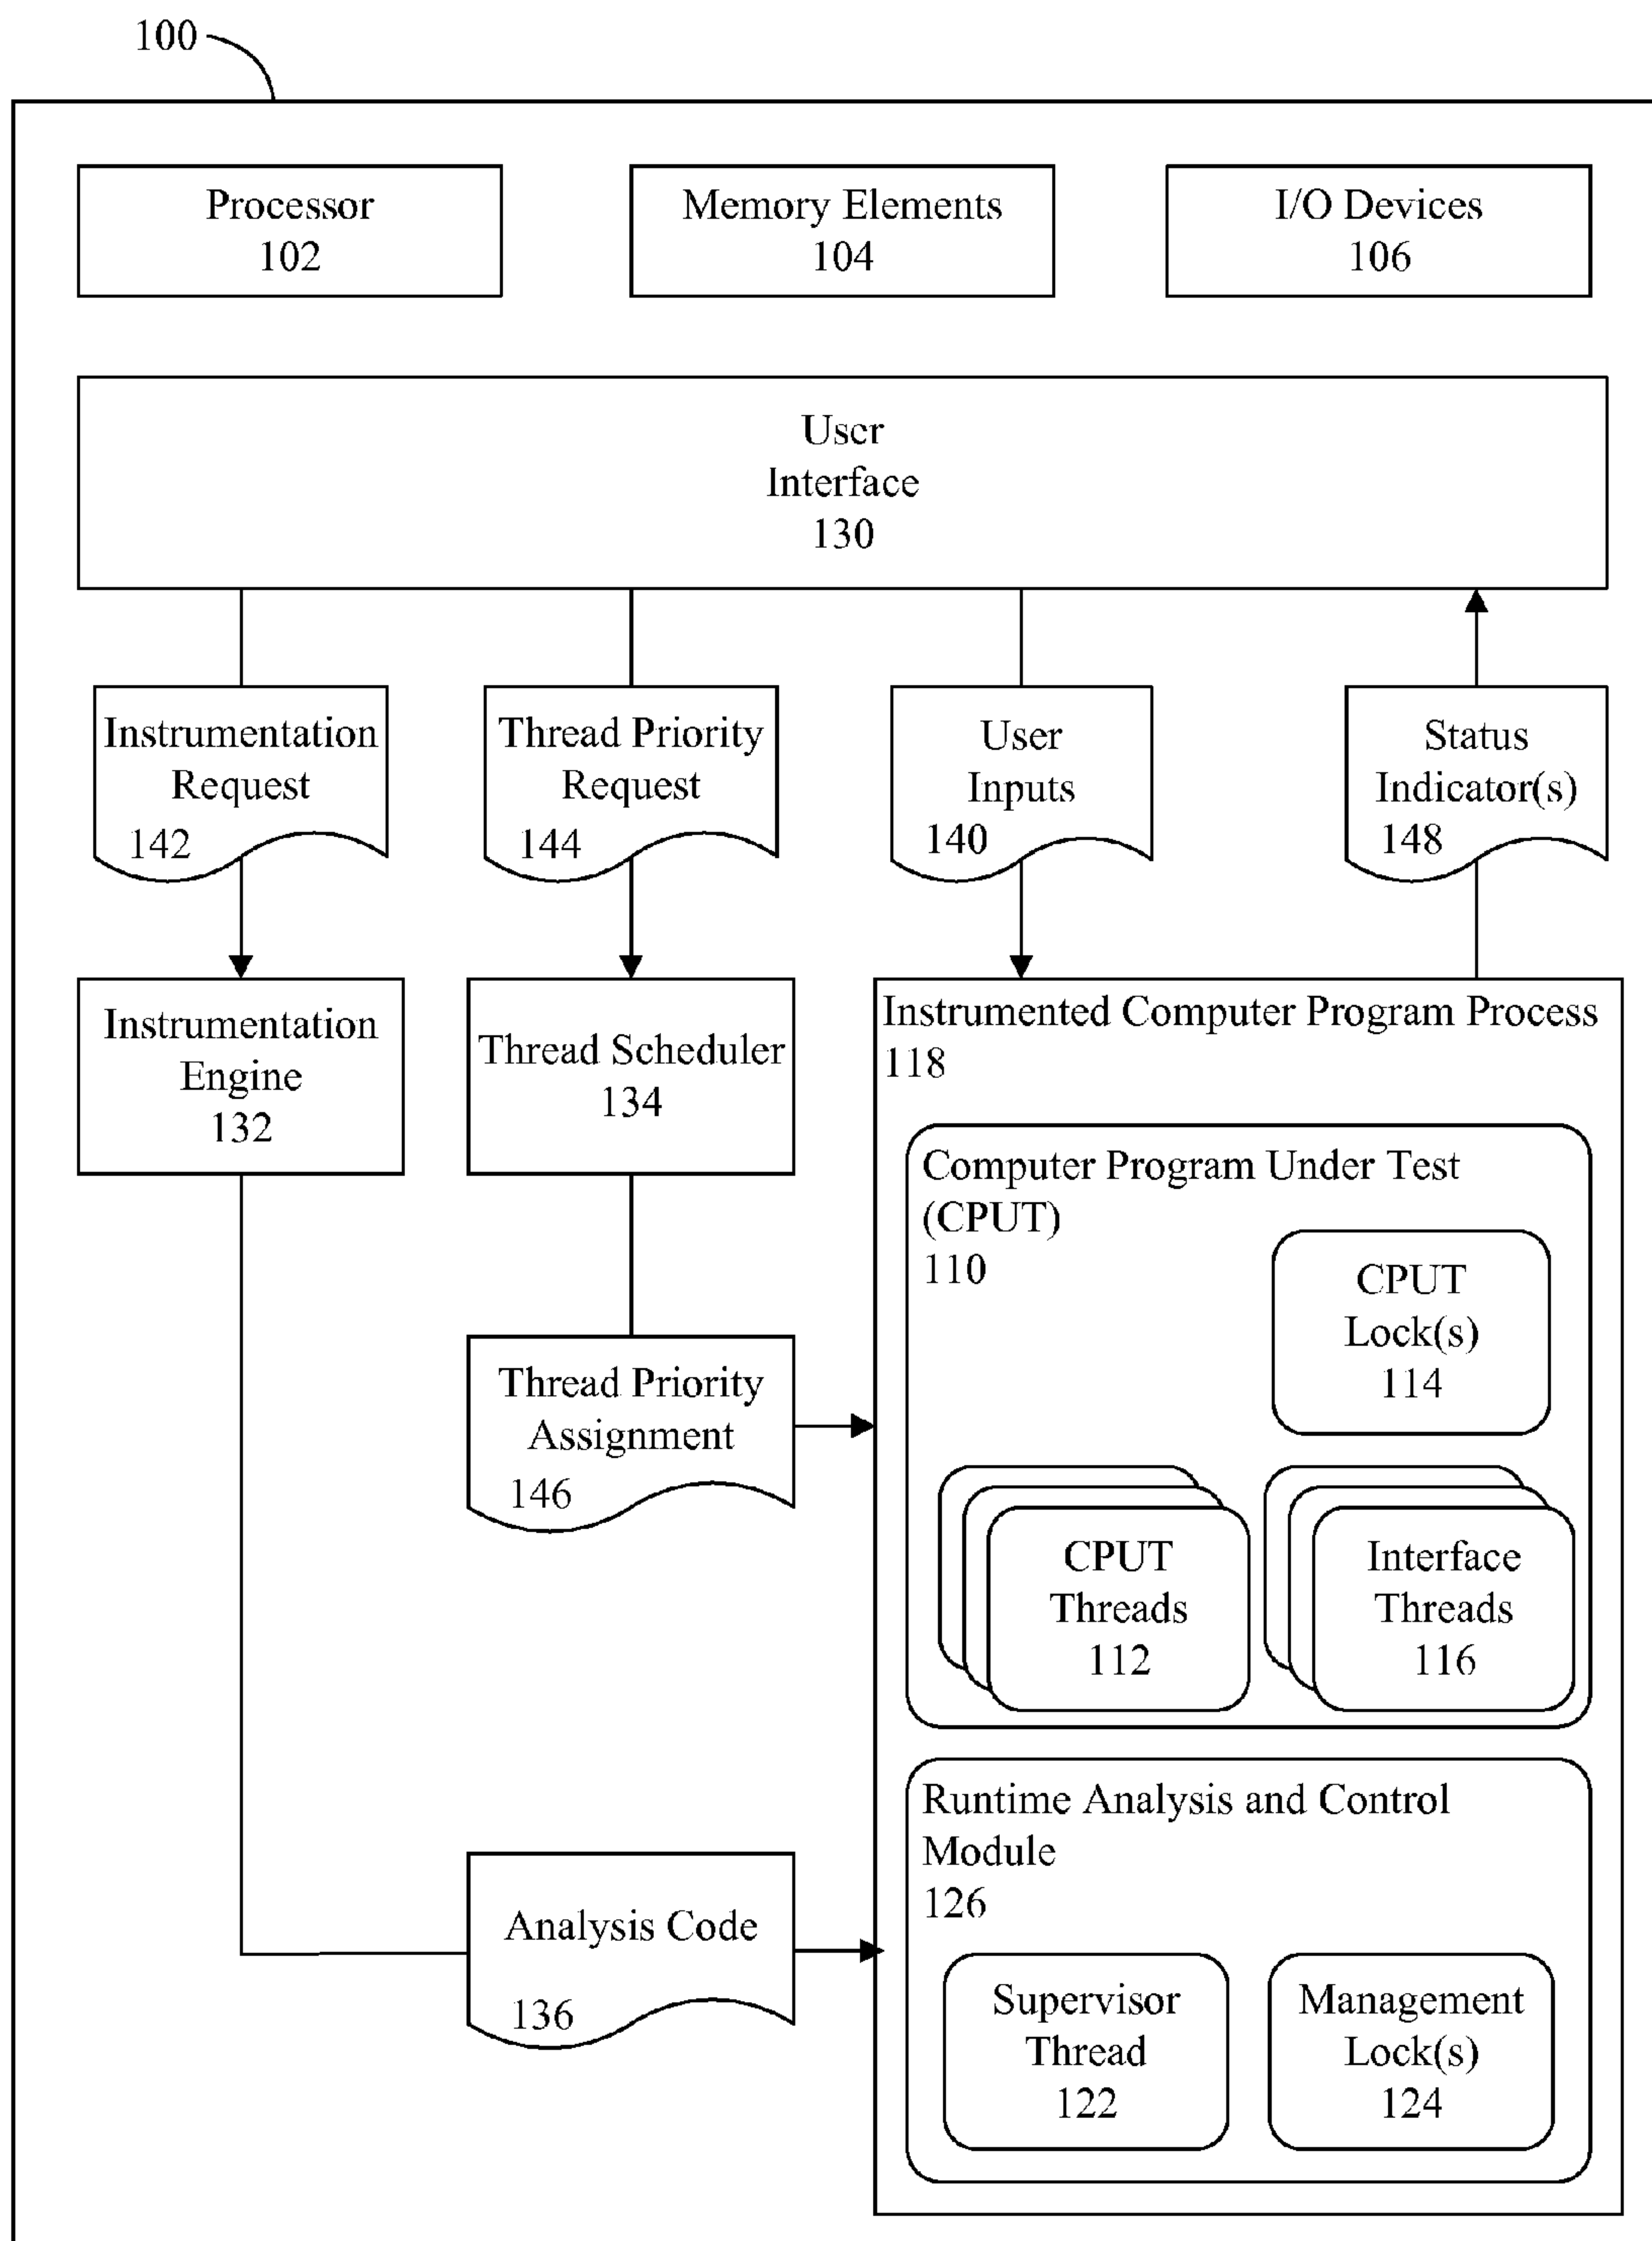 100
Processor
102
Memory Elements
104
I/O Devices
106
User
Interface
130
Instrumentation
Request
142
Thread Priority
Request
144
User
Inputs
140
Status
Indicator(s)
148
Instrumentation
Engine
132
Thread Scheduler
134
Instrumented Computer Program Process
118
Computer Program Under Test
(CPUT)
110
CPUT
Lock(s)
114
Thread Priority
Assignment
146
CPUT
Threads
112
Interface
Threads
116
Runtime Analysis and Control
Module
126
Analysis Code
136
Supervisor
Thread
122
Management
Lock(s)
124